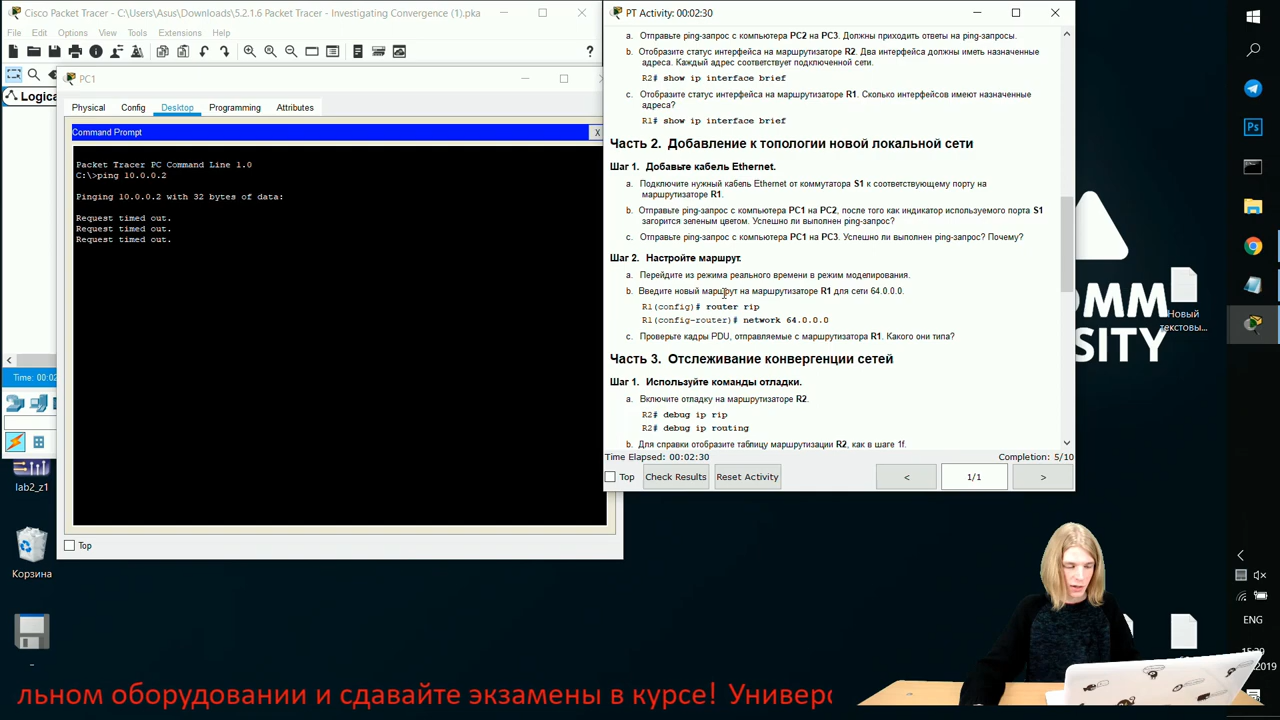 Cisco Packet Tracer - C:\Users\Asus\Downloads\5.2.1.6 Packet Tracer - Investigating Convergence (1).pka
File Edit Options View Tools Extensions Help
Logica
Time: 00:02
PC1
Physical Config Desktop Programming Attributes
Command Prompt
X
Packet Tracer PC Command Line 1.0
C:\>ping 10.0.0.2
Pinging 10.0.0.2 with 32 bytes of data:
Request timed out.
Request timed out.
Request timed out.
Top
PT Activity: 00:02:30
a. Отправьте ping-запрос с компьютера PC2 на PC3. Должны приходить ответы на ping-запросы.
b. Отобразите статус интерфейса на маршрутизаторе R2. Два интерфейса должны иметь назначенные
адреса. Каждый адрес соответствует подключенной сети.
R2# show ip interface brief
c. Отобразите статус интерфейса на маршрутизаторе R1. Сколько интерфейсов имеют назначенные
адреса?
R1# show ip interface brief
Часть 2. Добавление к топологии новой локальной сети
Шаг 1. Добавьте кабель Ethernet.
a. Подключите нужный кабель Ethernet от коммутатора S1 к соответствующему порту на
маршрутизаторе R1.
b. Отправьте ping-запрос с компьютера PC1 на PC2, после того как индикатор используемого порта S1
загорится зеленым цветом. Успешно ли выполнен ping-запрос?
c. Отправьте ping-запрос с компьютера PC1 на PC3. Успешно ли выполнен ping-запрос? Почему?
Шаг 2. Настройте маршрут.
a. Перейдите из режима реального времени в режим моделирования.
b. Введите новый маршрут на маршрутизаторе R1 для сети 64.0.0.0.
R1(config)# router rip
R1(config-router)# network 64.0.0.0
c. Проверьте кадры PDU, отправляемые с маршрутизатора R1. Какого они типа?
Часть 3. Отслеживание конвергенции сетей
Шаг 1. Используйте команды отладки.
a. Включите отладку на маршрутизаторе R2.
R2# debug ip rip
R2# debug ip routing
b. Для справки отобразите таблицу маршрутизации R2, как в шаге 1f.
Time Elapsed: 00:02:30 Completion: 5/10
Top Check Results Reset Activity < 1/1 >
OMM
SITY
Новый
текстовы...
lab2_z1
Корзина
ENG
льном оборудовании и сдавайте экзамены в курсе! Универс